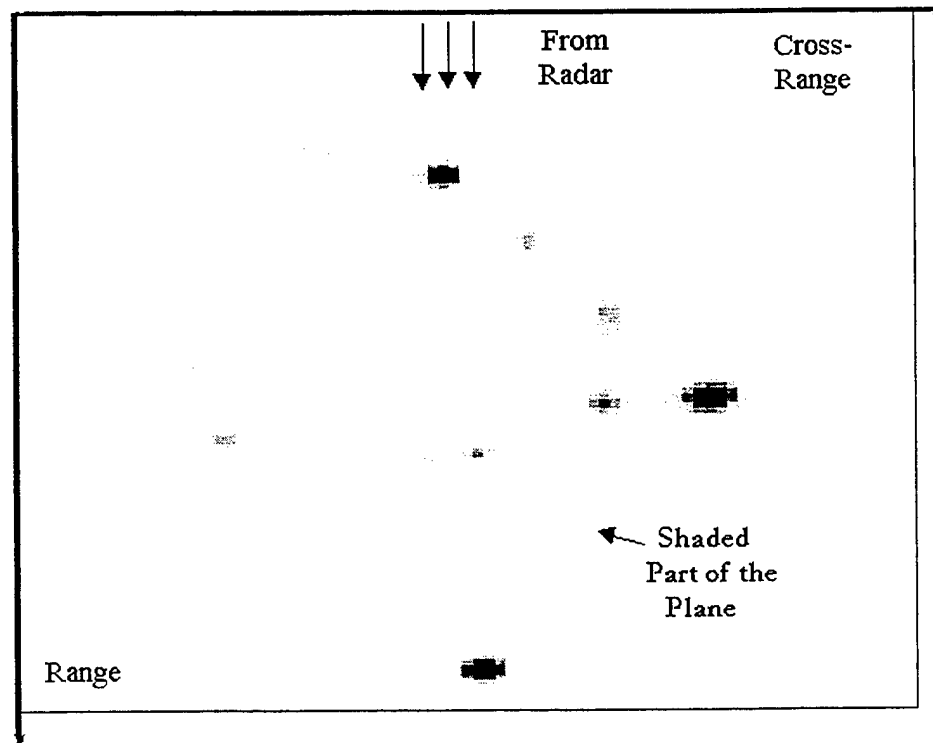 From
Radar
Cross-
Range
Shaded
Part of the
Plane
Range